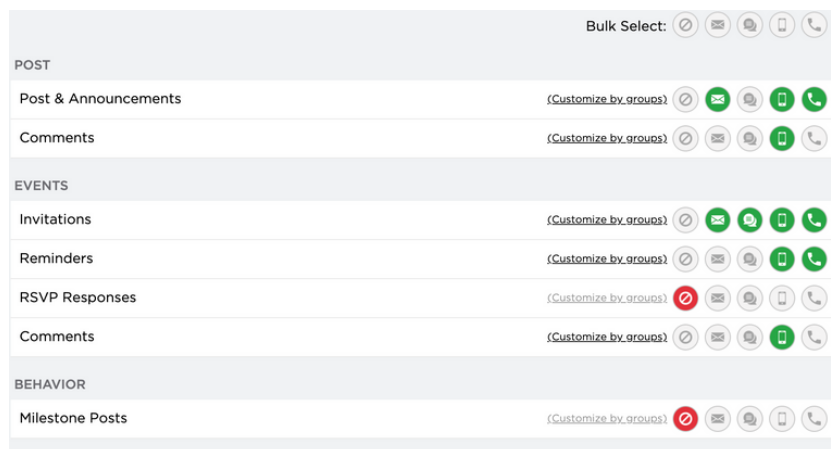 Bulk Select:
POST
Post & Announcements (Customize by groups)
Comments (Customize by groups)
EVENTS
Invitations (Customize by groups)
Reminders (Customize by groups)
RSVP Responses (Customize by groups)
Comments (Customize by groups)
BEHAVIOR
Milestone Posts (Customize by groups)